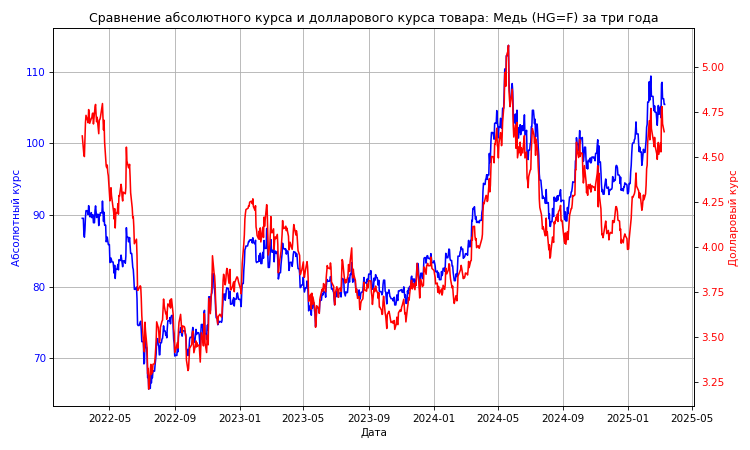 Сравнение абсолютного курса и долларового курса товара: Медь (HG=F) за три года
Абсолютный курс
110
100
90
80
70
5.00
4.75
4.50
4.25
4.00
3.75
3.50
3.25
Долларовый курс
2022-05 2022-09 2023-01 2023-05 2023-09 2024-01 2024-05 2024-09 2025-01 2025-05
Дата